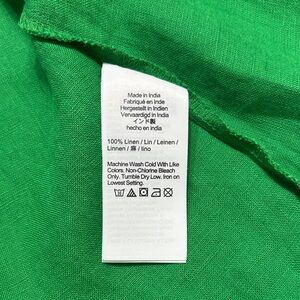 Made in India
Fabriqué en inde
Hergestellt in Indien
Vervaardigd in India
インド製
hecho en india
100% Linen / Lin / Leinen /
Linnen / 麻 / lino
Machine Wash Cold With Like
Colors. Non-Chlorine Bleach
Only. Tumble Dry Low. Iron on
Lowest Setting.